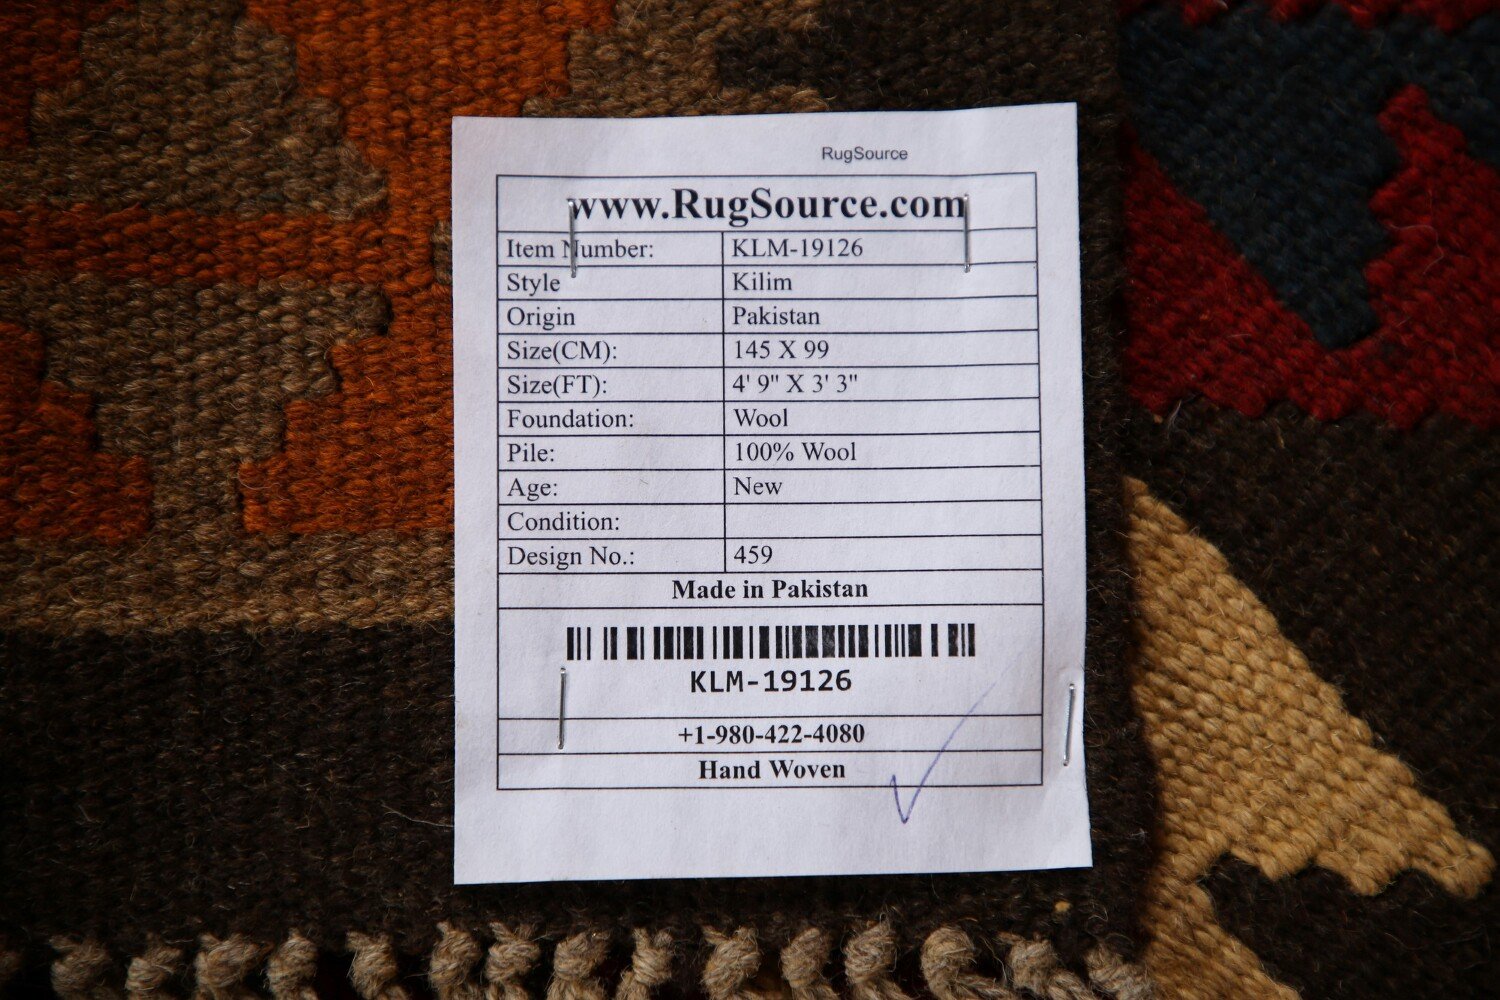 RugSource
www.RugSource.com
Item Number: KLM-19126
Style Kilim
Origin Pakistan
Size(CM): 145 X 99
Size(FT): 4' 9" X 3' 3"
Foundation: Wool
Pile: 100% Wool
Age: New
Condition:
Design No.: 459
Made in Pakistan
KLM-19126
+1-980-422-4080
Hand Woven